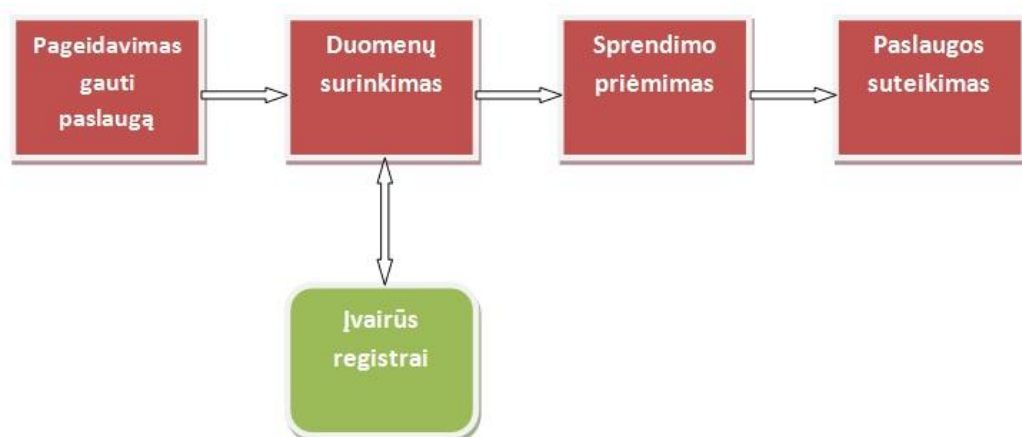 Pageidavimas
gauti
paslaugą
Duomenų
surinkimas
Sprendimo
priėmimas
Paslaugos
suteikimas
Įvairūs
registrai